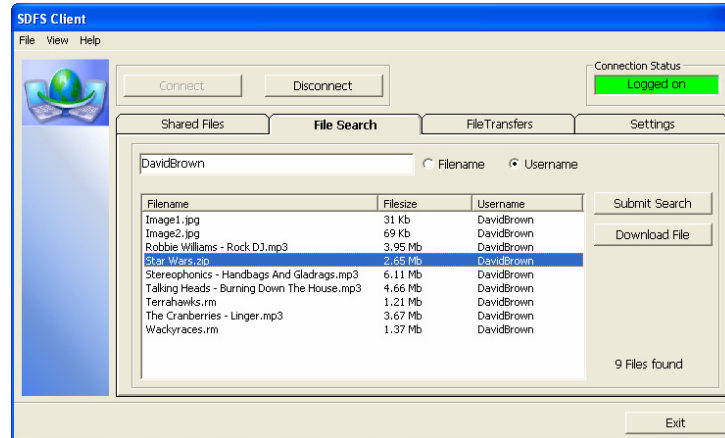 SDFS Client
File View Help
Connect
Disconnect
Connection Status
Logged on
Shared Files
File Search
FileTransfers
Settings
DavidBrown
Filename
Username
Filename Filesize Username
Image1.jpg 31 Kb DavidBrown
Image2.jpg 69 Kb DavidBrown
Robbie Williams - Rock DJ.mp3 3.95 Mb DavidBrown
Star Wars.zip 2.65 Mb DavidBrown
Stereophonics - Handbags And Gladrags.mp3 6.11 Mb DavidBrown
Talking Heads - Burning Down The House.mp3 4.66 Mb DavidBrown
Terrahawks.rm 1.21 Mb DavidBrown
The Cranberries - Linger.mp3 3.67 Mb DavidBrown
Wackyraces.rm 1.37 Mb DavidBrown
Submit Search
Download File
9 Files found
Exit